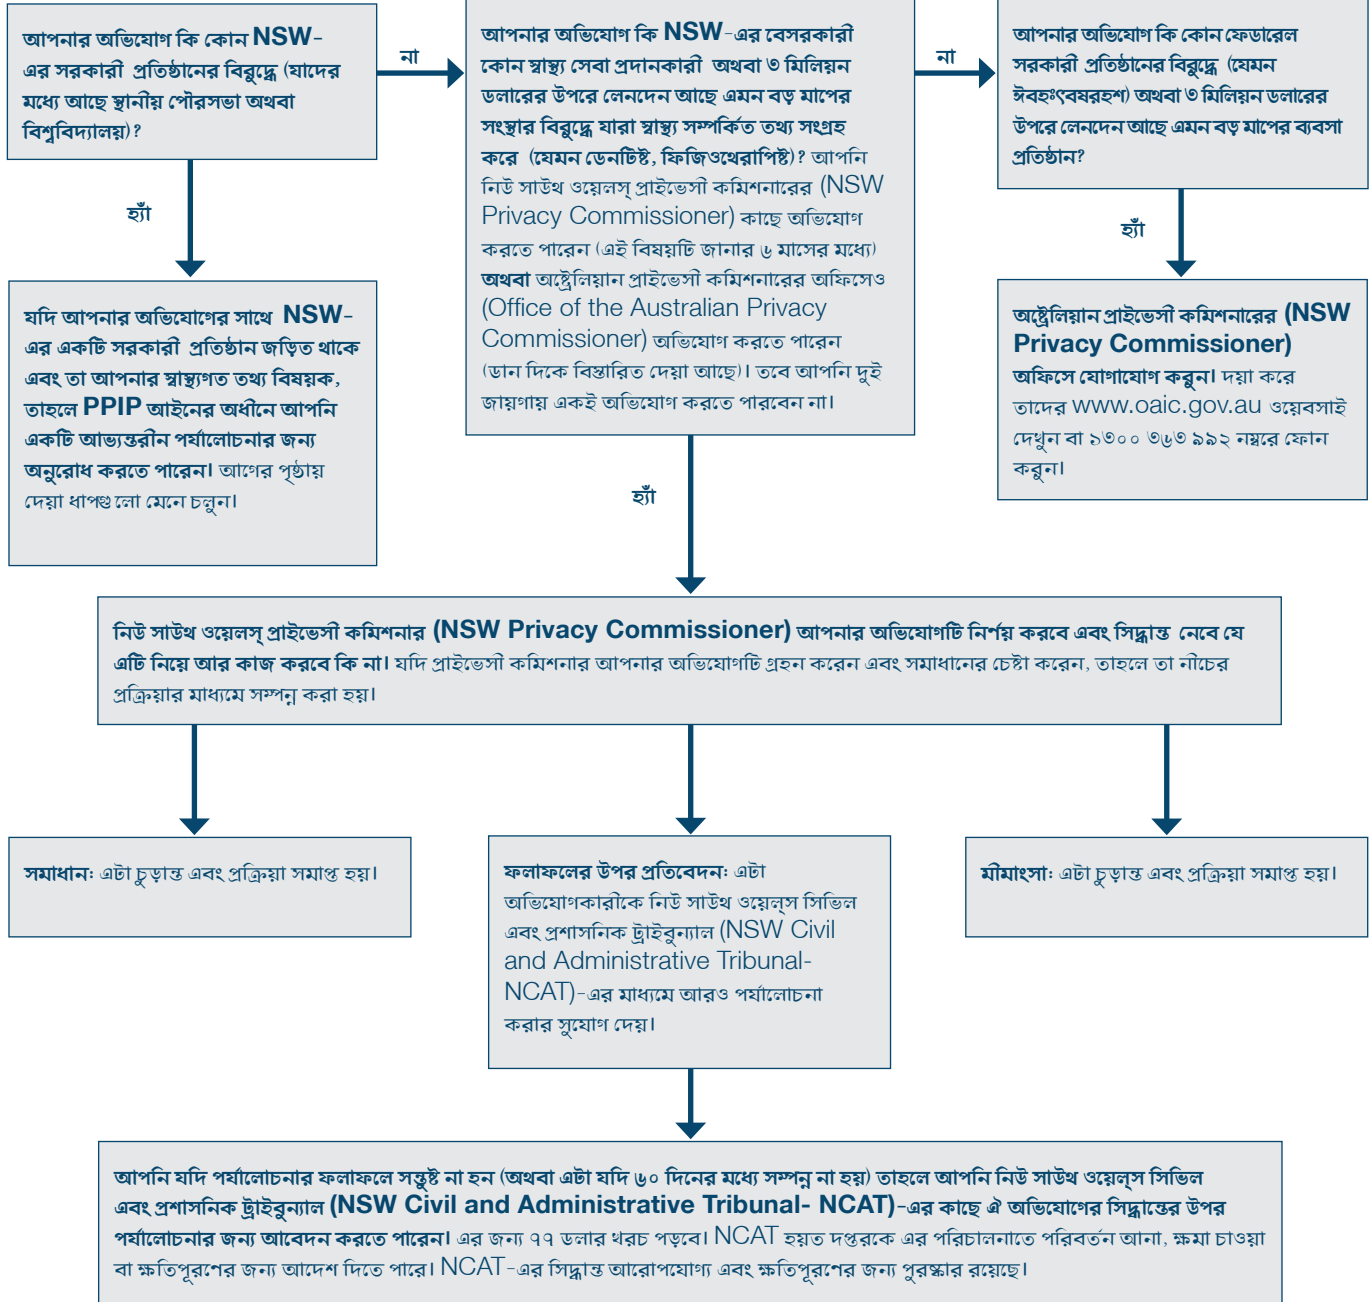 আপনার অভিযোগ কি কোন NSW-
এর সরকারী প্রতিষ্ঠানের বিরুদ্ধে (যাদের
মধ্যে আছে স্থানীয় পৌরসভা অথবা
বিশ্ববিদ্যালয়)?
না
আপনার অভিযোগ কি NSW-এর বেসরকারী
কোন স্বাস্থ্য সেবা প্রদানকারী অথবা ৩ মিলিয়ন
ডলারের উপরে লেনদেন আছে এমন বড় মাপের
সংস্থার বিরুদ্ধে যারা স্বাস্থ্য সম্পর্কিত তথ্য সংগ্রহ
করে (যেমন ডেনটিষ্ট, ফিজিওথেরাপিষ্ট)? আপনি
নিউ সাউথ ওয়েলস্ প্রাইভেসী কমিশনারের (NSW
Privacy Commissioner) কাছে অভিযোগ
করতে পারেন (এই বিষয়টি জানার ৬ মাসের মধ্যে)
অথবা অষ্ট্রেলিয়ান প্রাইভেসী কমিশনারের অফিসেও
(Office of the Australian Privacy
Commissioner) অভিযোগ করতে পারেন
(ডান দিকে বিস্তারিত দেয়া আছে)। তবে আপনি দুই
জায়গায় একই অভিযোগ করতে পারবেন না।
না
আপনার অভিযোগ কি কোন ফেডারেল
সরকারী প্রতিষ্ঠানের বিরুদ্ধে (যেমন
ঈবহঃৎবষরহশ) অথবা ৩ মিলিয়ন ডলারের
উপরে লেনদেন আছে এমন বড় মাপের ব্যবসা
প্রতিষ্ঠান?
হ্যাঁ
হ্যাঁ
যদি আপনার অভিযোগের সাথে NSW-
এর একটি সরকারী প্রতিষ্ঠান জড়িত থাকে
এবং তা আপনার স্বাস্থ্যগত তথ্য বিষয়ক,
তাহলে PPIP আইনের অধীনে আপনি
একটি আভ্যন্তরীন পর্যালোচনার জন্য
অনুরোধ করতে পারেন। আগের পৃষ্ঠায়
দেয়া ধাপগুলো মেনে চলুন।
অষ্ট্রেলিয়ান প্রাইভেসী কমিশনারের (NSW
Privacy Commissioner)
অফিসে যোগাযোগ করুন। দয়া করে
তাদের www.oaic.gov.au ওয়েবসাই
দেখুন বা ১৩০০ ৩৬৩ ৯৯২ নম্বরে ফোন
করুন।
হ্যাঁ
নিউ সাউথ ওয়েলস্ প্রাইভেসী কমিশনার (NSW Privacy Commissioner) আপনার অভিযোগটি নির্ণয় করবে এবং সিদ্ধান্ত নেবে যে
এটি নিয়ে আর কাজ করবে কি না। যদি প্রাইভেসী কমিশনার আপনার অভিযোগটি গ্রহন করেন এবং সমাধানের চেষ্টা করেন, তাহলে তা নীচের
প্রক্রিয়ার মাধ্যমে সম্পন্ন করা হয়।
সমাধান: এটা চুড়ান্ত এবং প্রক্রিয়া সমাপ্ত হয়।
ফলাফলের উপর প্রতিবেদন: এটা
অভিযোগকারীকে নিউ সাউথ ওয়েল্‌স সিভিল
এবং প্রশাসনিক ট্রাইবুন্যাল (NSW Civil
and Administrative Tribunal-
NCAT)-এর মাধ্যমে আরও পর্যালোচনা
করার সুযোগ দেয়।
মীমাংসা: এটা চুড়ান্ত এবং প্রক্রিয়া সমাপ্ত হয়।
আপনি যদি পর্যালোচনার ফলাফলে সন্তুষ্ট না হন (অথবা এটা যদি ৬০ দিনের মধ্যে সম্পন্ন না হয়) তাহলে আপনি নিউ সাউথ ওয়েল্‌স সিভিল
এবং প্রশাসনিক ট্রাইবুন্যাল (NSW Civil and Administrative Tribunal- NCAT)-এর কাছে ঐ অভিযোগের সিদ্ধান্তের উপর
পর্যালোচনার জন্য আবেদন করতে পারেন। এর জন্য ৭৭ ডলার খরচ পড়বে। NCAT হয়ত দপ্তরকে এর পরিচালনাতে পরিবর্তন আনা, ক্ষমা চাওয়া
বা ক্ষতিপূরণের জন্য আদেশ দিতে পারে। NCAT-এর সিদ্ধান্ত আরোপযোগ্য এবং ক্ষতিপূরণের জন্য পুরষ্কার রয়েছে।